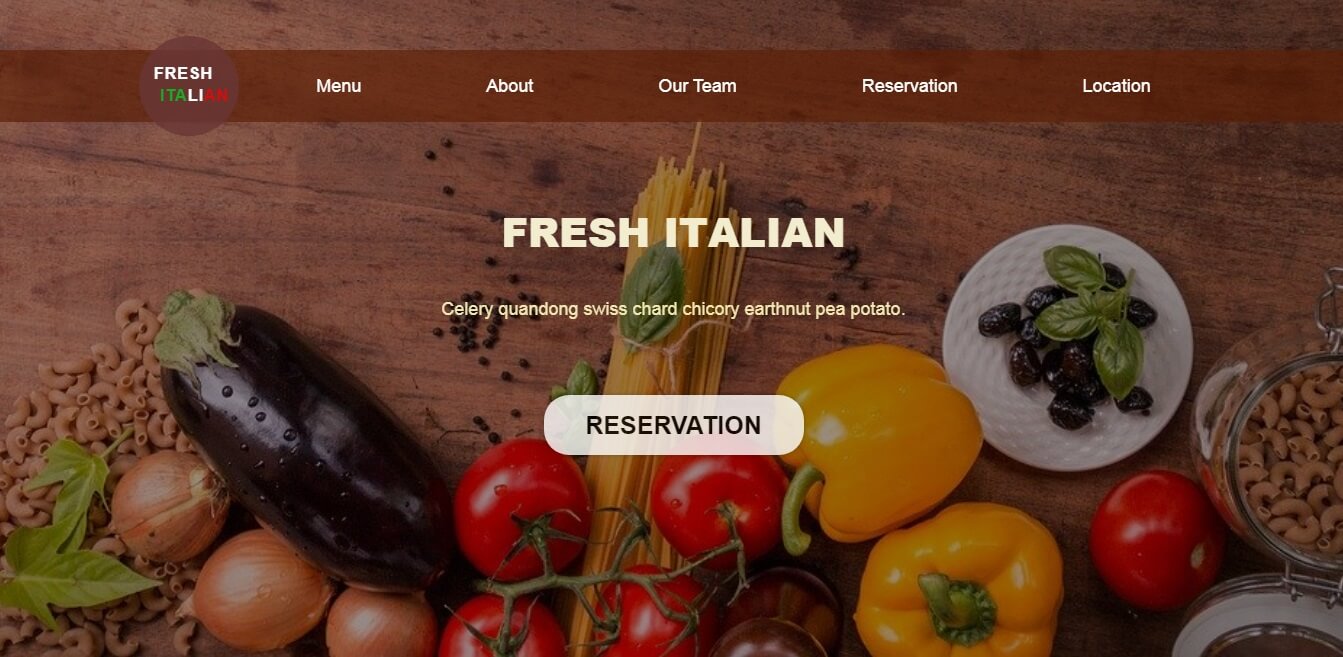 FRESH
ITALIAN
Menu
About
Our Team
Reservation
Location
FRESH ITALIAN
Celery quandong swiss chard chicory earthnut pea potato.
RESERVATION